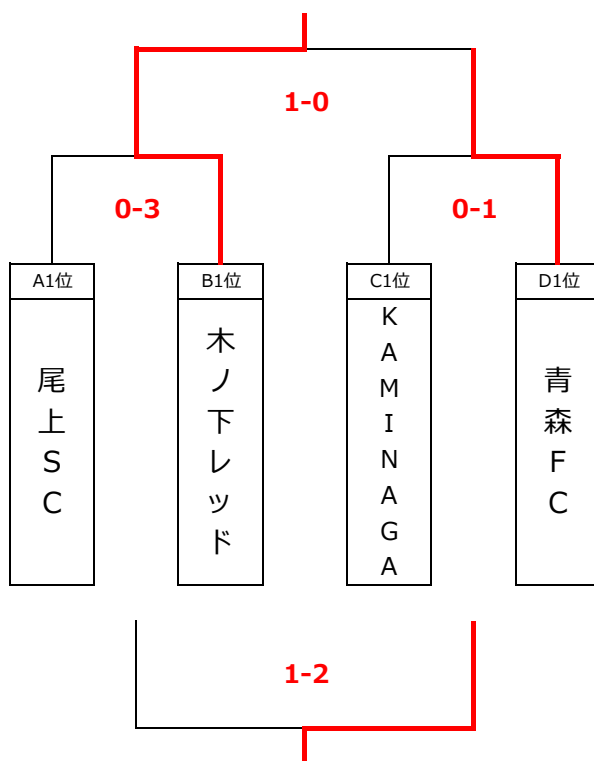 1-0
0-3
0-1
A1位
B1位
C1位
D1位
尾上SC
木ノ下レッド
KAMINAGA
青森FC
1-2